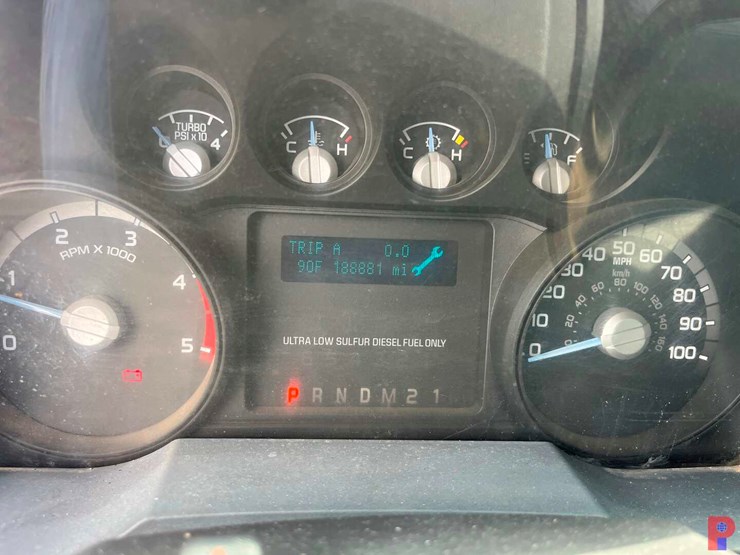 TURBO
PSI x 10
0 4
C H
C H
E F
1 2 3 4 5
0
RPM X 1000
TRIP A 0.0
90F 188881 mi
ULTRA LOW SULFUR DIESEL FUEL ONLY
P R N D M 2 1
0 10 20 30 40 50 60 70 80 90 100
MPH
km/h
20 40 60 80 100 120 140 160